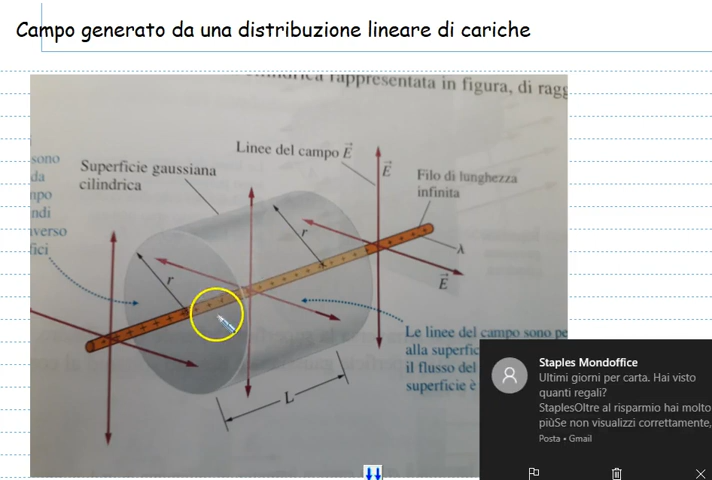 Campo generato da una distribuzione lineare di cariche
rappresentata in figura, di ragg
sono
da
mpo
ndi
verso
fici
Superficie gaussiana
cilindrica
Linee del campo E
E
Filo di lunghezza
infinita
r
r
λ
E
L
Le linee del campo sono pe
alla superfic
il flusso del
superficie è
Staples Mondoffice
Ultimi giorni per carta. Hai visto
quanti regali?
StaplesOltre al risparmio hai molto
piùSe non visualizzi correttamente,
Posta • Gmail